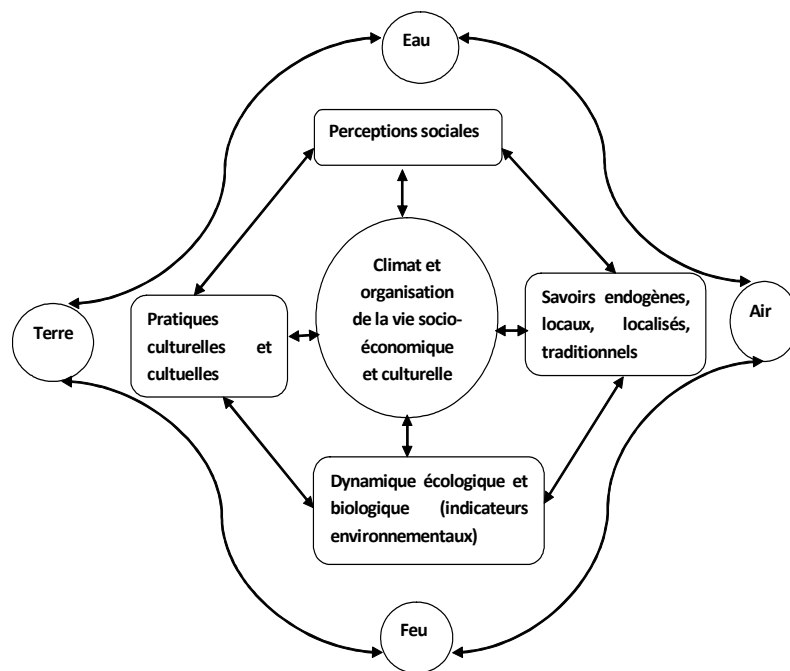 Eau
Perceptions sociales
Climat et
organisation
de la vie socio-
économique
et culturelle
Terre
Pratiques
culturelles et
cultuelles
Savoirs endogènes,
locaux, localisés,
traditionnels
Air
Dynamique écologique et
biologique (indicateurs
environnementaux)
Feu